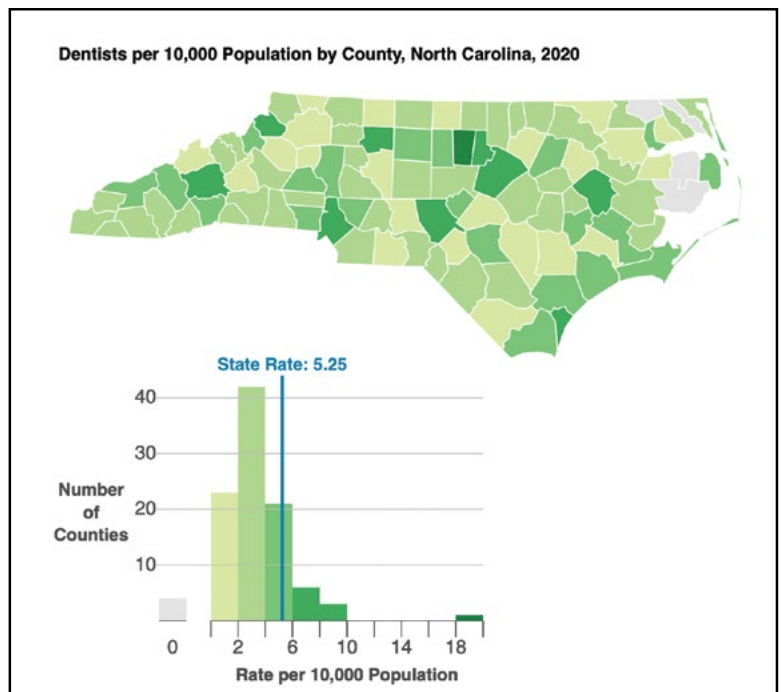 Dentists per 10,000 Population by County, North Carolina, 2020
State Rate: 5.25
40
30
20
10
Number
of
Counties
0 2 6 10 14 18
Rate per 10,000 Population